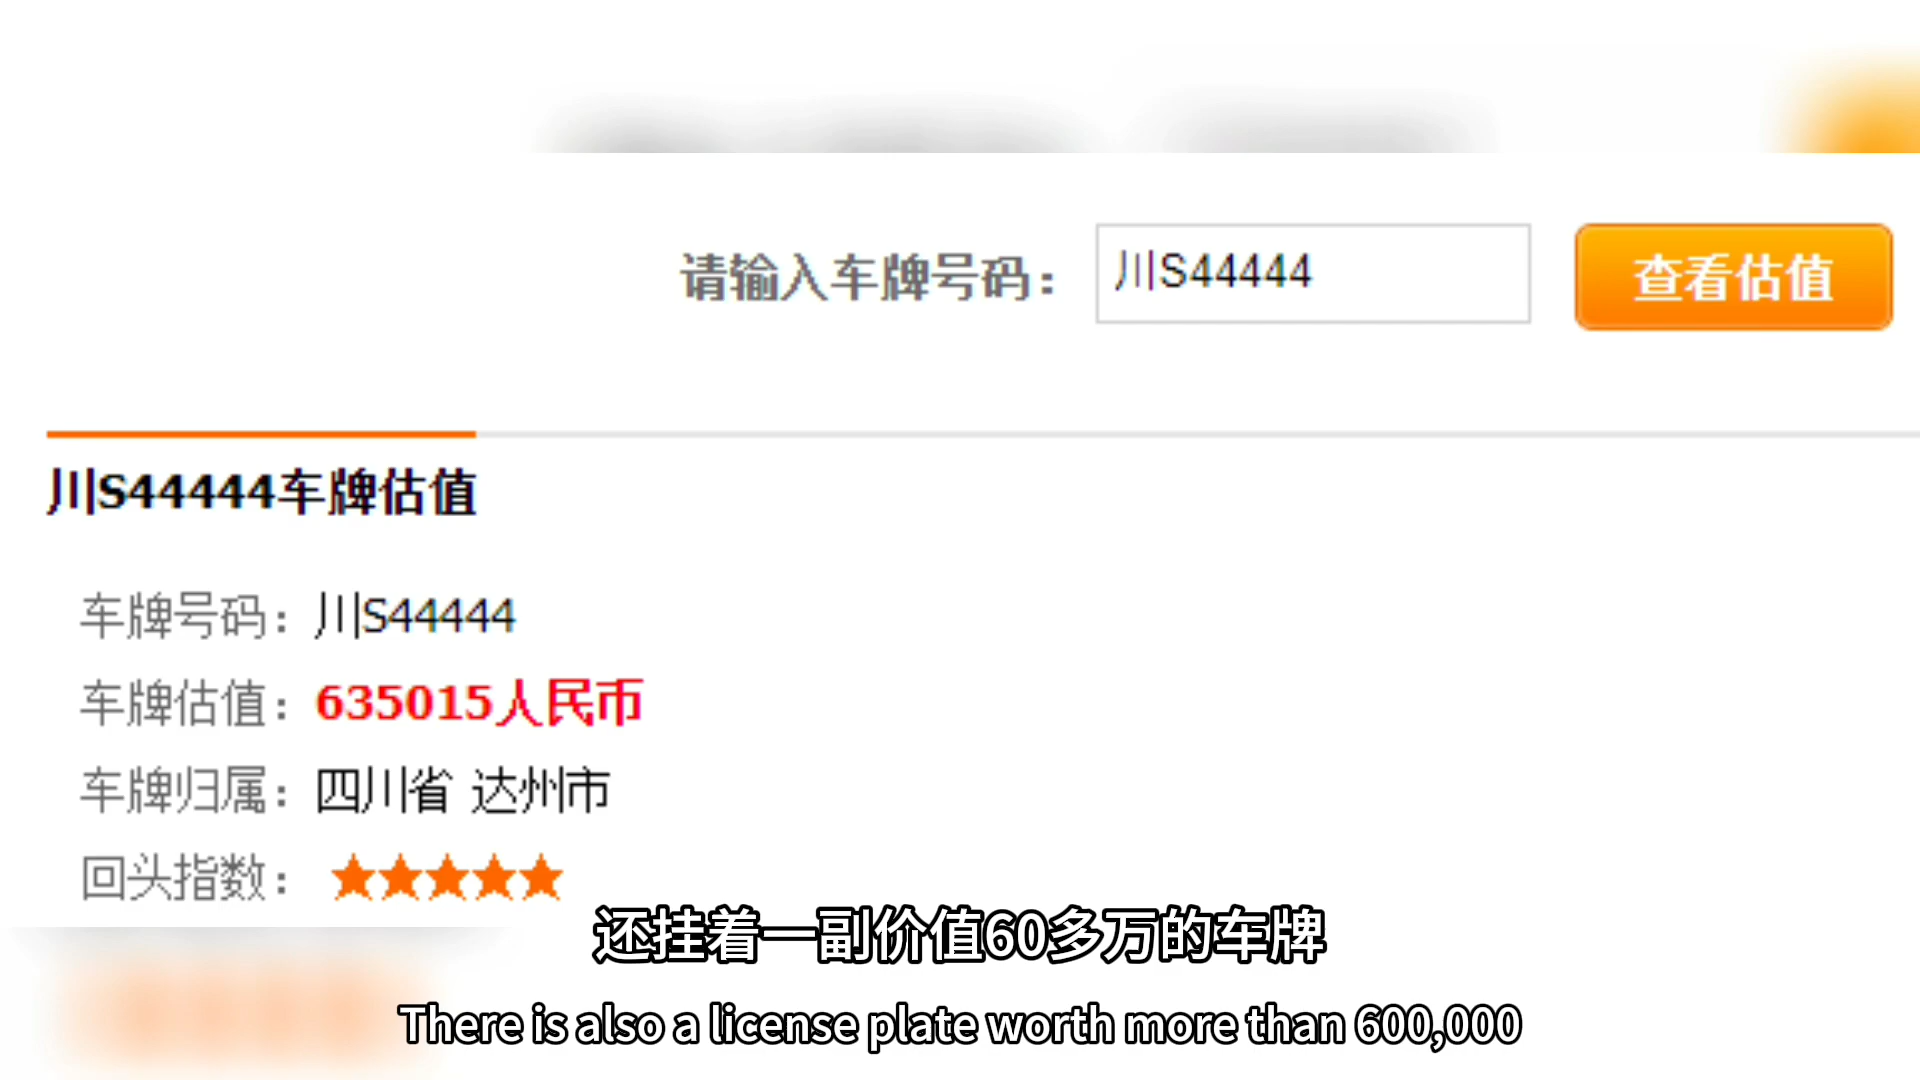 请输入车牌号码： 川S44444 查看估值
川S44444车牌估值
车牌号码：川S44444
车牌估值：635015人民币
车牌归属：四川省 达州市
回头指数：★★★★★
还挂着一副价值60多万的车牌
There is also a license plate worth more than 600,000